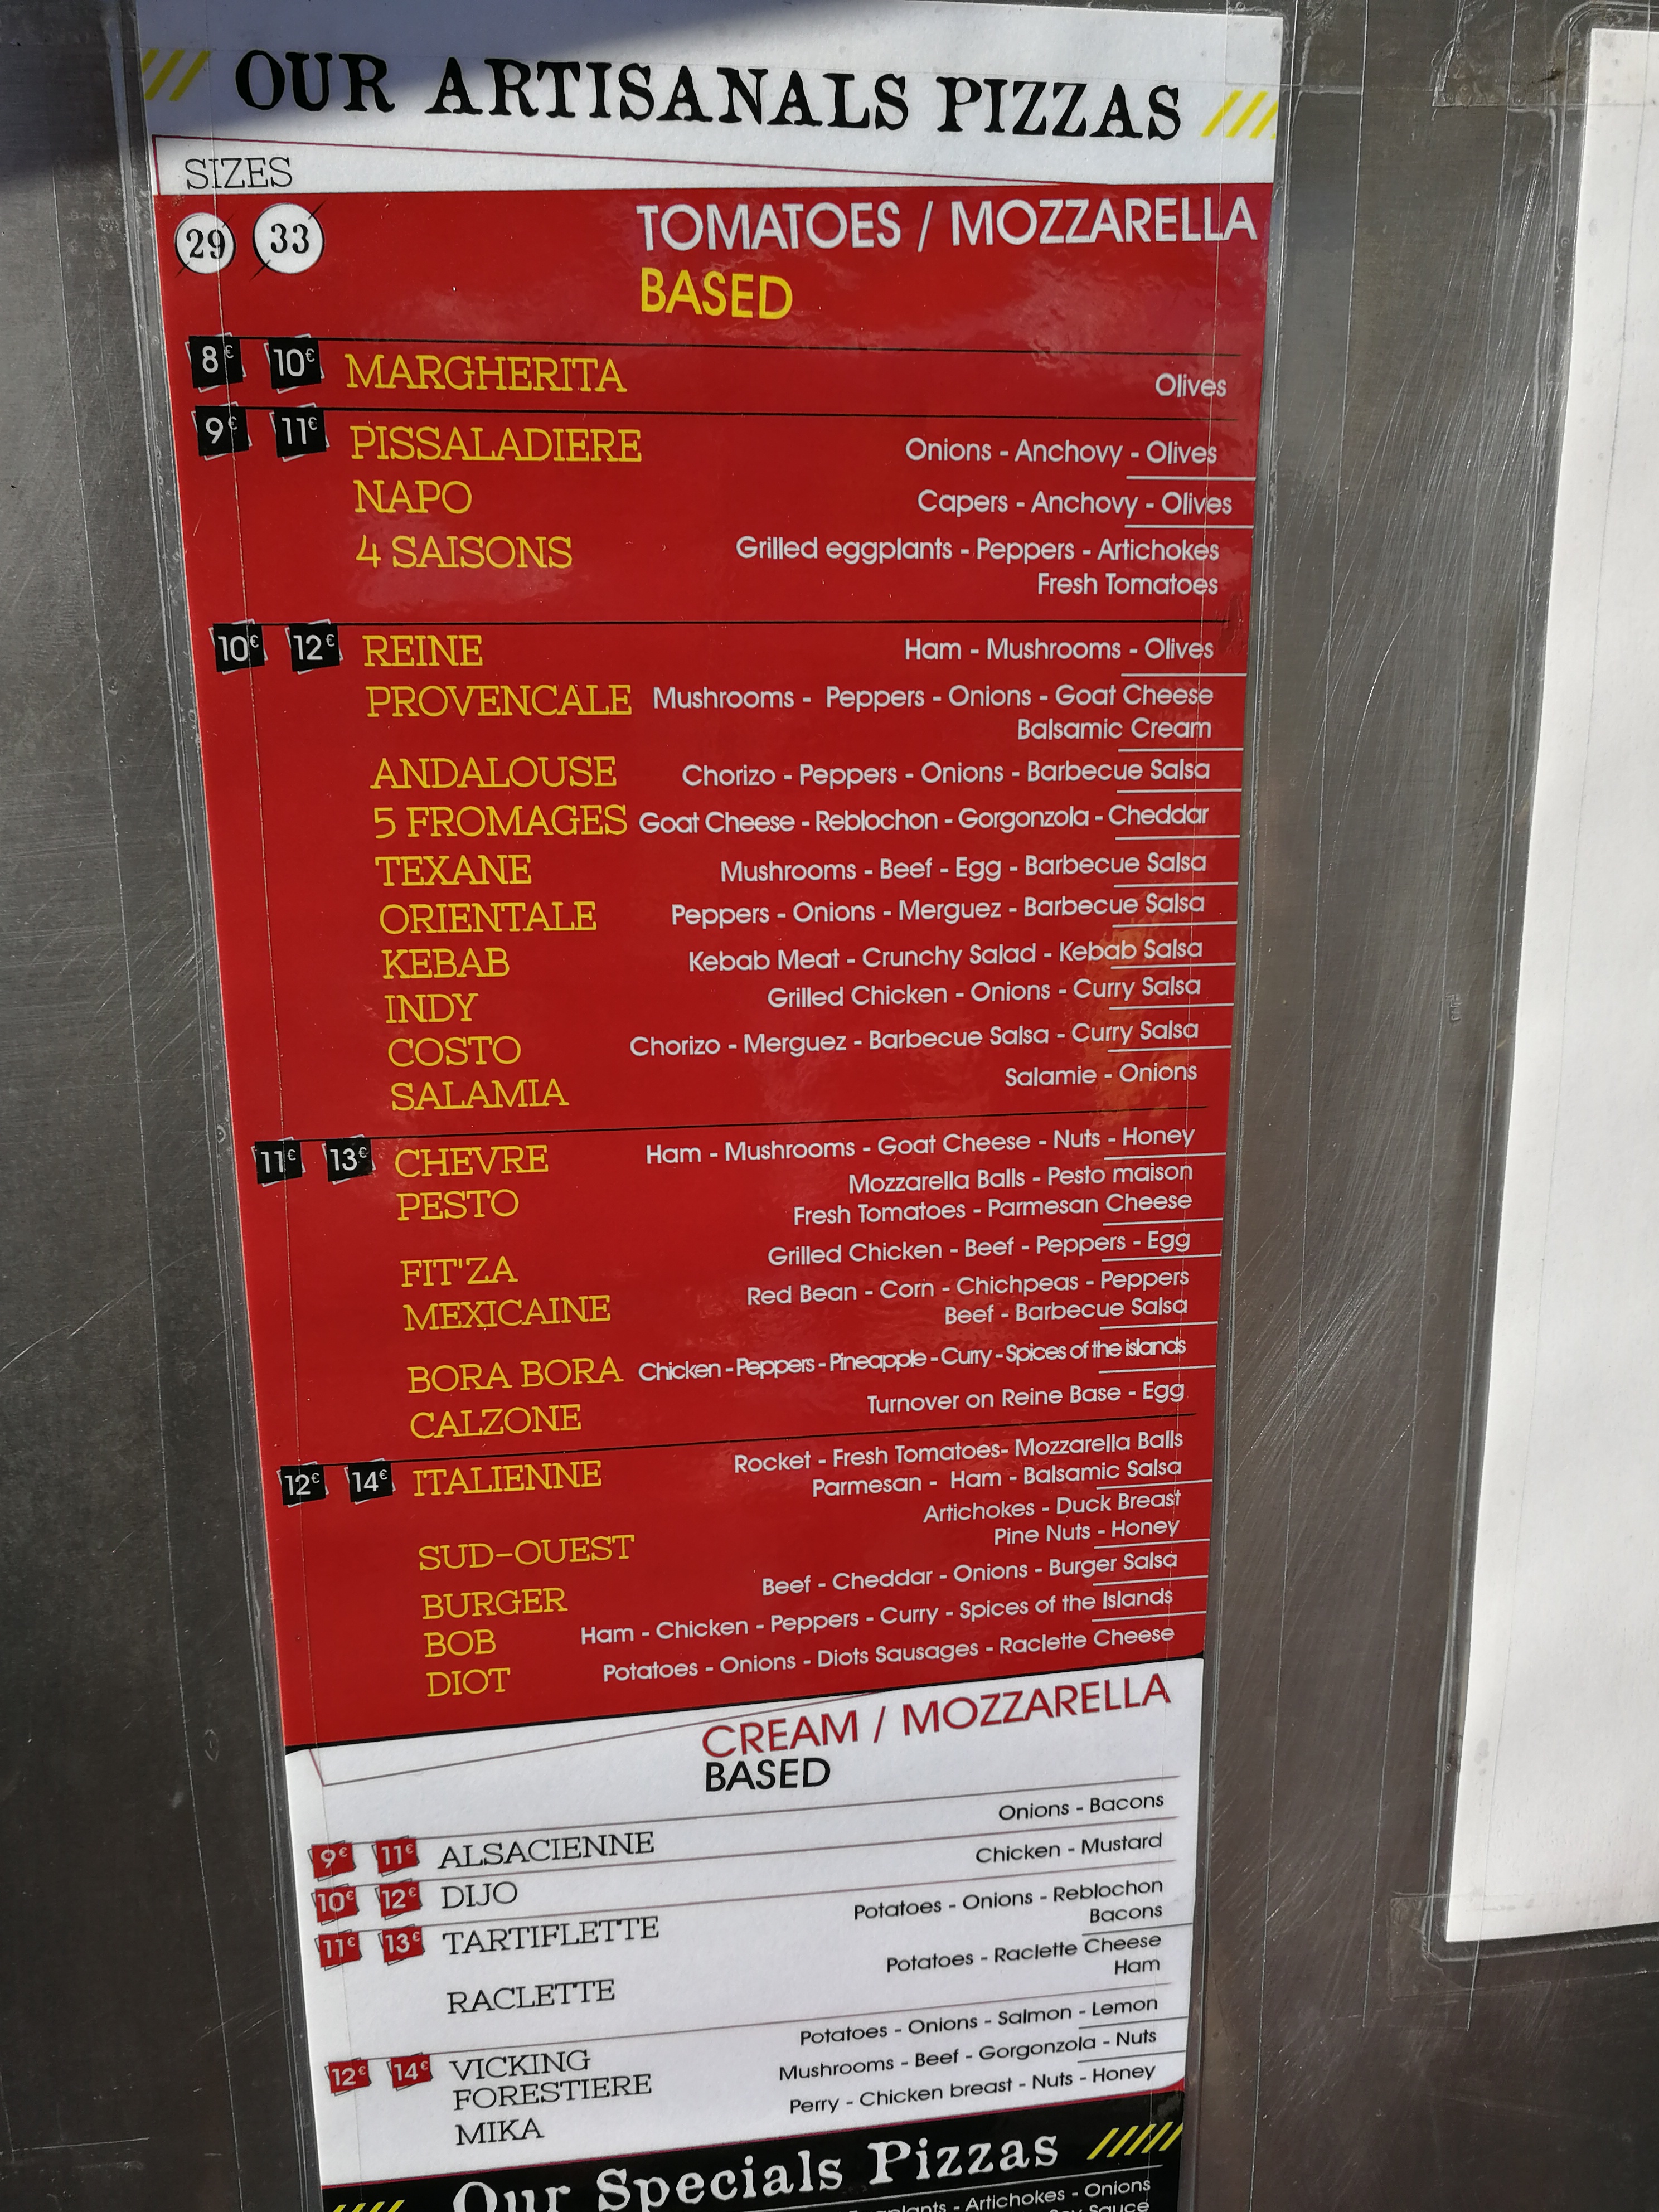 OUR ARTISANALS PIZZAS
SIZES
29 33
TOMATOES / MOZZARELLA
BASED
8€ 10€ MARGHERITA Olives
9€ 11€ PISSALADIERE Onions - Anchovy - Olives
NAPO Capers - Anchovy - Olives
4 SAISONS Grilled eggplants - Peppers - Artichokes
Fresh Tomatoes
10€ 12€ REINE Ham - Mushrooms - Olives
PROVENCALE Mushrooms - Peppers - Onions - Goat Cheese
Balsamic Cream
ANDALOUSE Chorizo - Peppers - Onions - Barbecue Salsa
5 FROMAGES Goat Cheese - Reblochon - Gorgonzola - Cheddar
TEXANE Mushrooms - Beef - Egg - Barbecue Salsa
ORIENTALE Peppers - Onions - Merguez - Barbecue Salsa
KEBAB Kebab Meat - Crunchy Salad - Kebab Salsa
INDY Grilled Chicken - Onions - Curry Salsa
COSTO Chorizo - Merguez - Barbecue Salsa - Curry Salsa
SALAMIA Salamie - Onions
11€ 13€ CHEVRE Ham - Mushrooms - Goat Cheese - Nuts - Honey
PESTO Mozzarella Balls - Pesto maison
Fresh Tomatoes - Parmesan Cheese
FIT'ZA Grilled Chicken - Beef - Peppers - Egg
MEXICAINE Red Bean - Corn - Chichpeas - Peppers
Beef - Barbecue Salsa
BORA BORA Chicken - Peppers - Pineapple - Curry - Spices of the islands
CALZONE Turnover on Reine Base - Egg
12€ 14€ ITALIENNE Rocket - Fresh Tomatoes- Mozzarella Balls
Parmesan - Ham - Balsamic Salsa
SUD-OUEST Artichokes - Duck Breast
Pine Nuts - Honey
BURGER Beef - Cheddar - Onions - Burger Salsa
BOB Ham - Chicken - Peppers - Curry - Spices of the Islands
DIOT Potatoes - Onions - Diots Sausages - Raclette Cheese
CREAM / MOZZARELLA
BASED
9€ 11€ ALSACIENNE Onions - Bacons
10€ 12€ DIJO Chicken - Mustard
11€ 13€ TARTIFLETTE Potatoes - Onions - Reblochon
Bacons
RACLETTE Potatoes - Raclette Cheese
Ham
12€ 14€ VICKING Potatoes - Onions - Salmon - Lemon
FORESTIERE Mushrooms - Beef - Gorgonzola - Nuts
MIKA Perry - Chicken breast - Nuts - Honey
Our Specials Pizzas
- Artichokes - Onions
Sauce